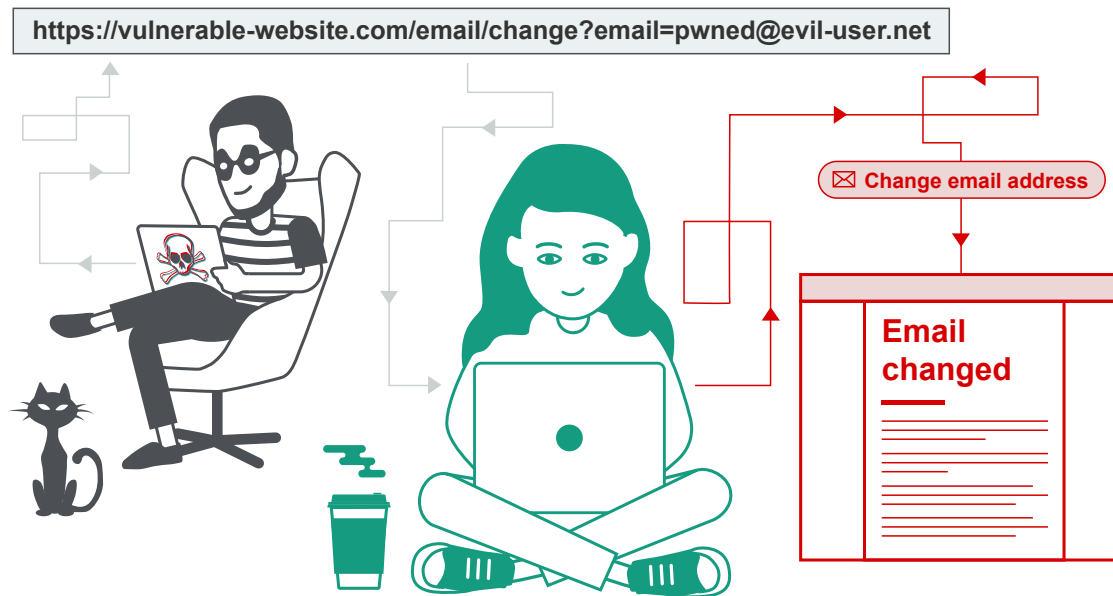 https://vulnerable-website.com/email/change?email=pwned@evil-user.net
Change email address
Email
changed